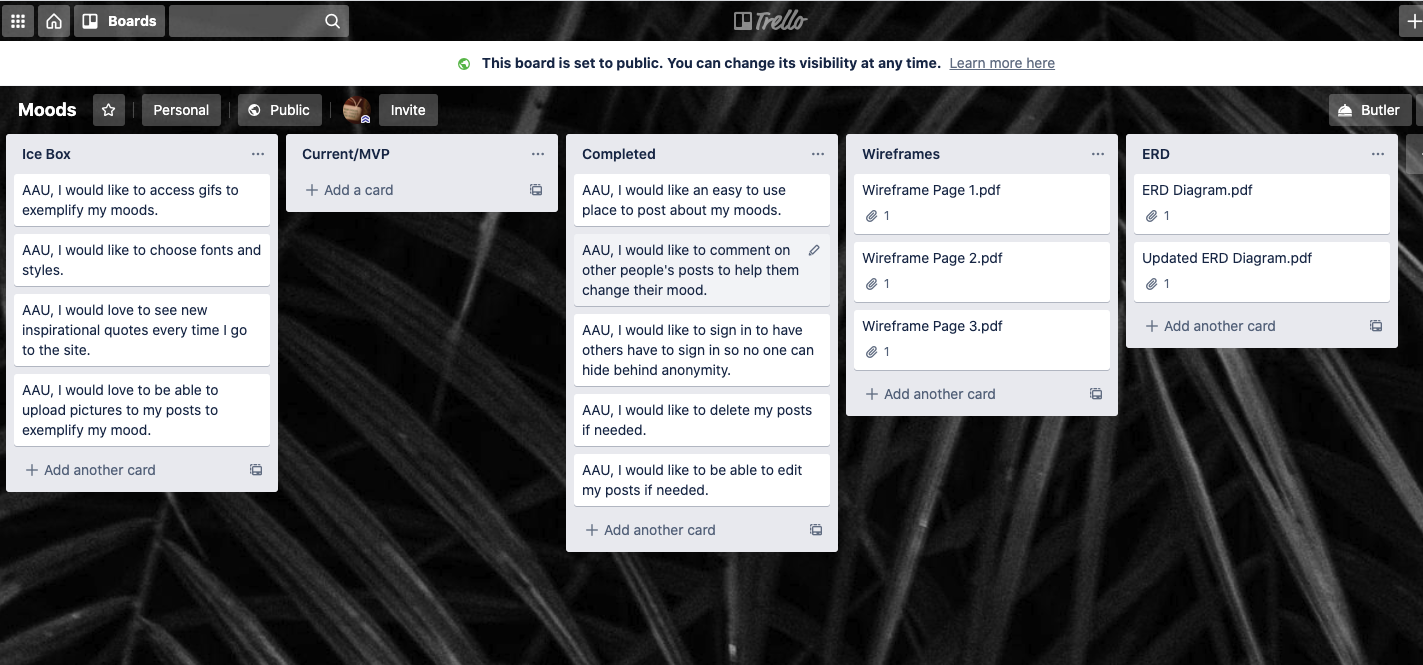 Boards
Trello
This board is set to public. You can change its visibility at any time. Learn more here
Moods
Personal
Public
Invite
Butler
Ice Box
AAU, I would like to access gifs to
exemplify my moods.
AAU, I would like to choose fonts and
styles.
AAU, I would love to see new
inspirational quotes every time I go
to the site.
AAU, I would love to be able to
upload pictures to my posts to
exemplify my mood.
Add another card
Current/MVP
Add a card
Completed
AAU, I would like an easy to use
place to post about my moods.
AAU, I would like to comment on
other people's posts to help them
change their mood.
AAU, I would like to sign in to have
others have to sign in so no one can
hide behind anonymity.
AAU, I would like to delete my posts
if needed.
AAU, I would like to be able to edit
my posts if needed.
Add another card
Wireframes
Wireframe Page 1.pdf
1
Wireframe Page 2.pdf
1
Wireframe Page 3.pdf
1
Add another card
ERD
ERD Diagram.pdf
1
Updated ERD Diagram.pdf
1
Add another card